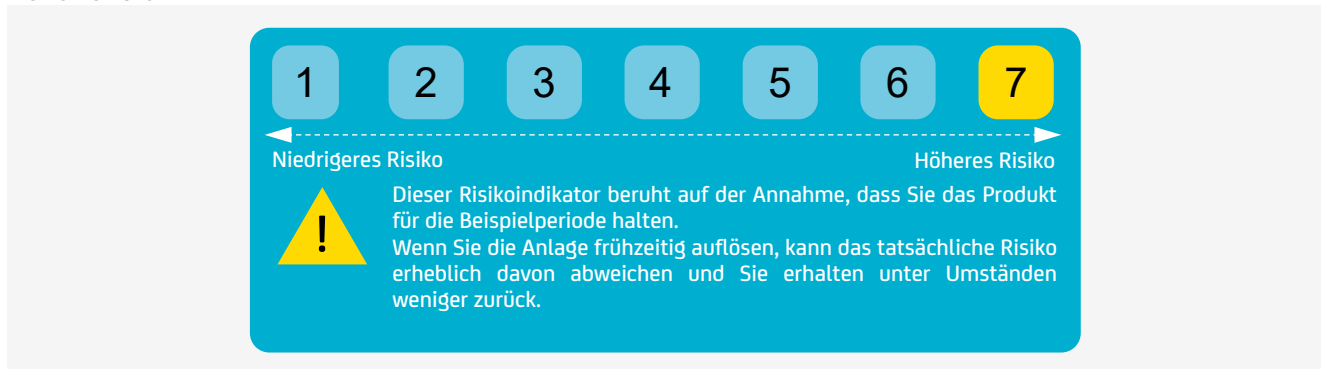 1 2 3 4 5 6 7
Niedrigeres Risiko Höheres Risiko
Dieser Risikoindikator beruht auf der Annahme, dass Sie das Produkt
für die Beispielperiode halten.
! Wenn Sie die Anlage frühzeitig auflösen, kann das tatsächliche Risiko
erheblich davon abweichen und Sie erhalten unter Umständen
weniger zurück.